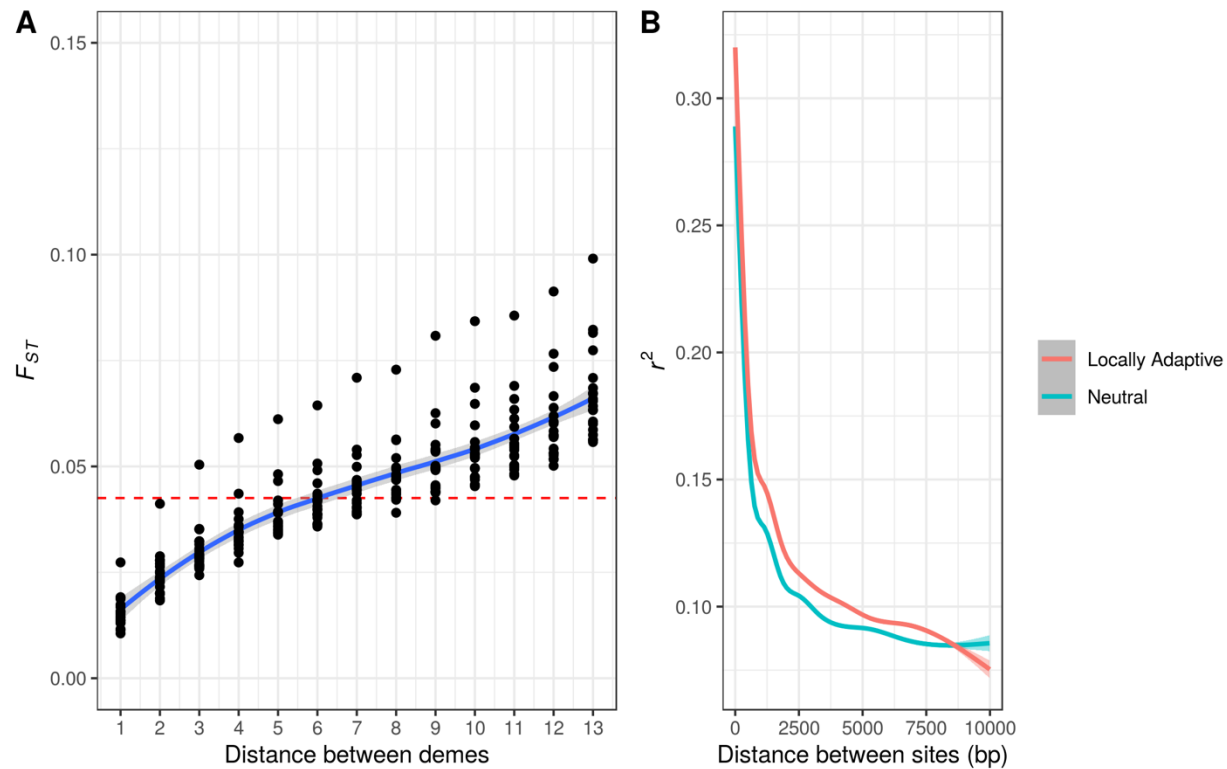 A
0.15
0.10
0.05
0.00
F_ST
1 2 3 4 5 6 7 8 9 10 11 12 13
Distance between demes
B
0.30
0.25
0.20
0.15
0.10
r²
0 2500 5000 7500 10000
Distance between sites (bp)
Locally Adaptive
Neutral